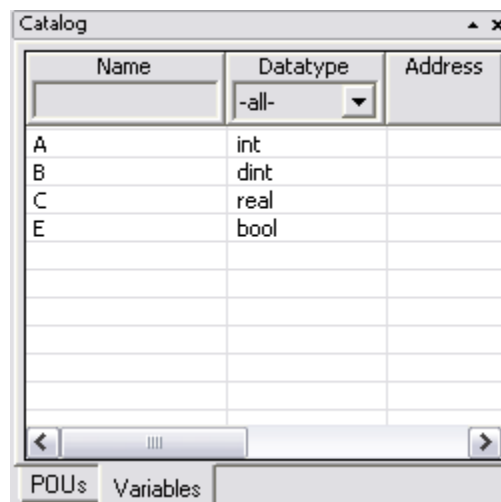 Catalog
Name Datatype Address
-all-
A int
B dint
C real
E bool
POUs Variables